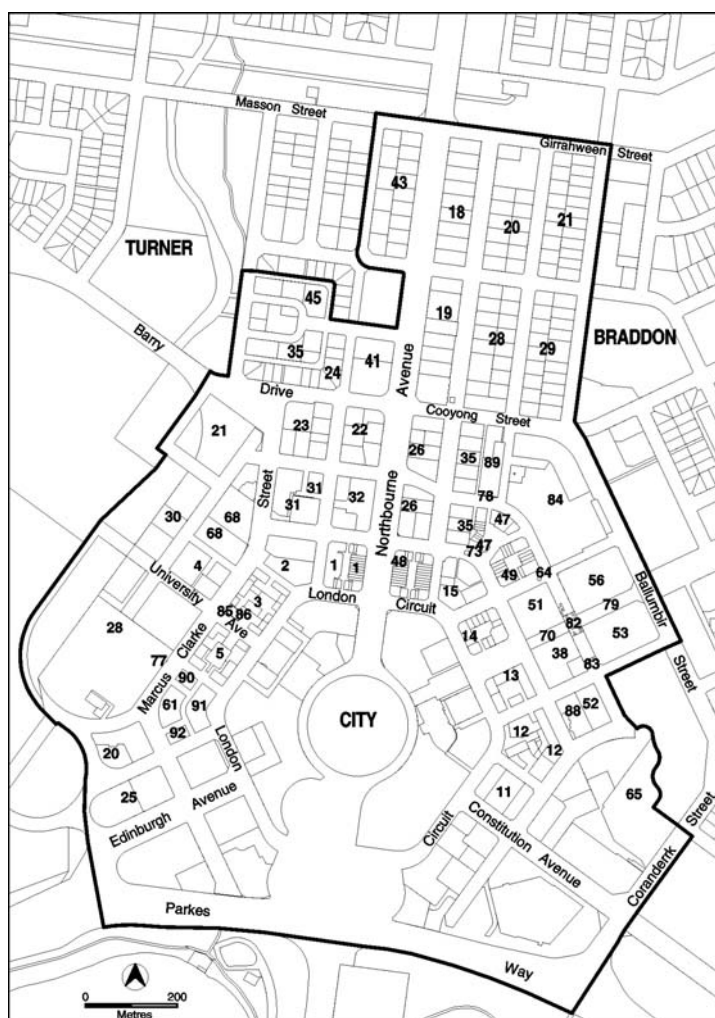 Masson Street
Girrahween Street
43
18
20
21
TURNER
45
19
28
29
BRADDON
Barry
35
24
41
Avenue
Drive
Cooyong
Street
21
23
22
26
35
89
78
84
Street
31
31
32
Northbourne
26
35
47
47
73
30
68
68
4
2
1
1
48
49
64
56
Ballumbir
University
London
Circuit
15
51
79
85
86
3
Ave
82
53
28
Clarke
5
14
70
38
83
77
Marcus
90
13
Street
61
91
CITY
88
52
92
London
12
12
20
65
25
11
Edinburgh Avenue
Circuit
Constitution
Avenue
Street
Coranderrk
Parkes
Way
0 200
Metres